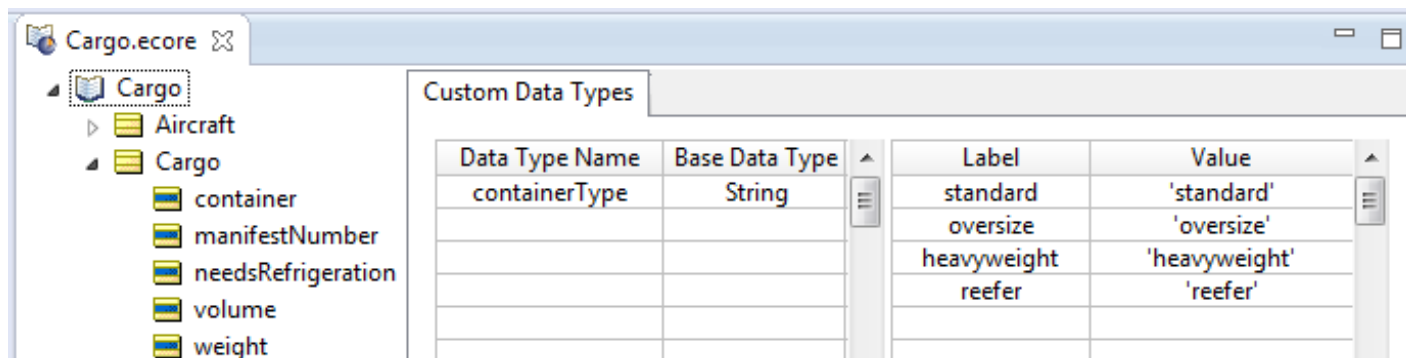 Cargo.ecore
Cargo
Aircraft
Cargo
container
manifestNumber
needsRefrigeration
volume
weight
Custom Data Types
Data Type Name Base Data Type
containerType String
Label Value
standard 'standard'
oversize 'oversize'
heavyweight 'heavyweight'
reefer 'reefer'